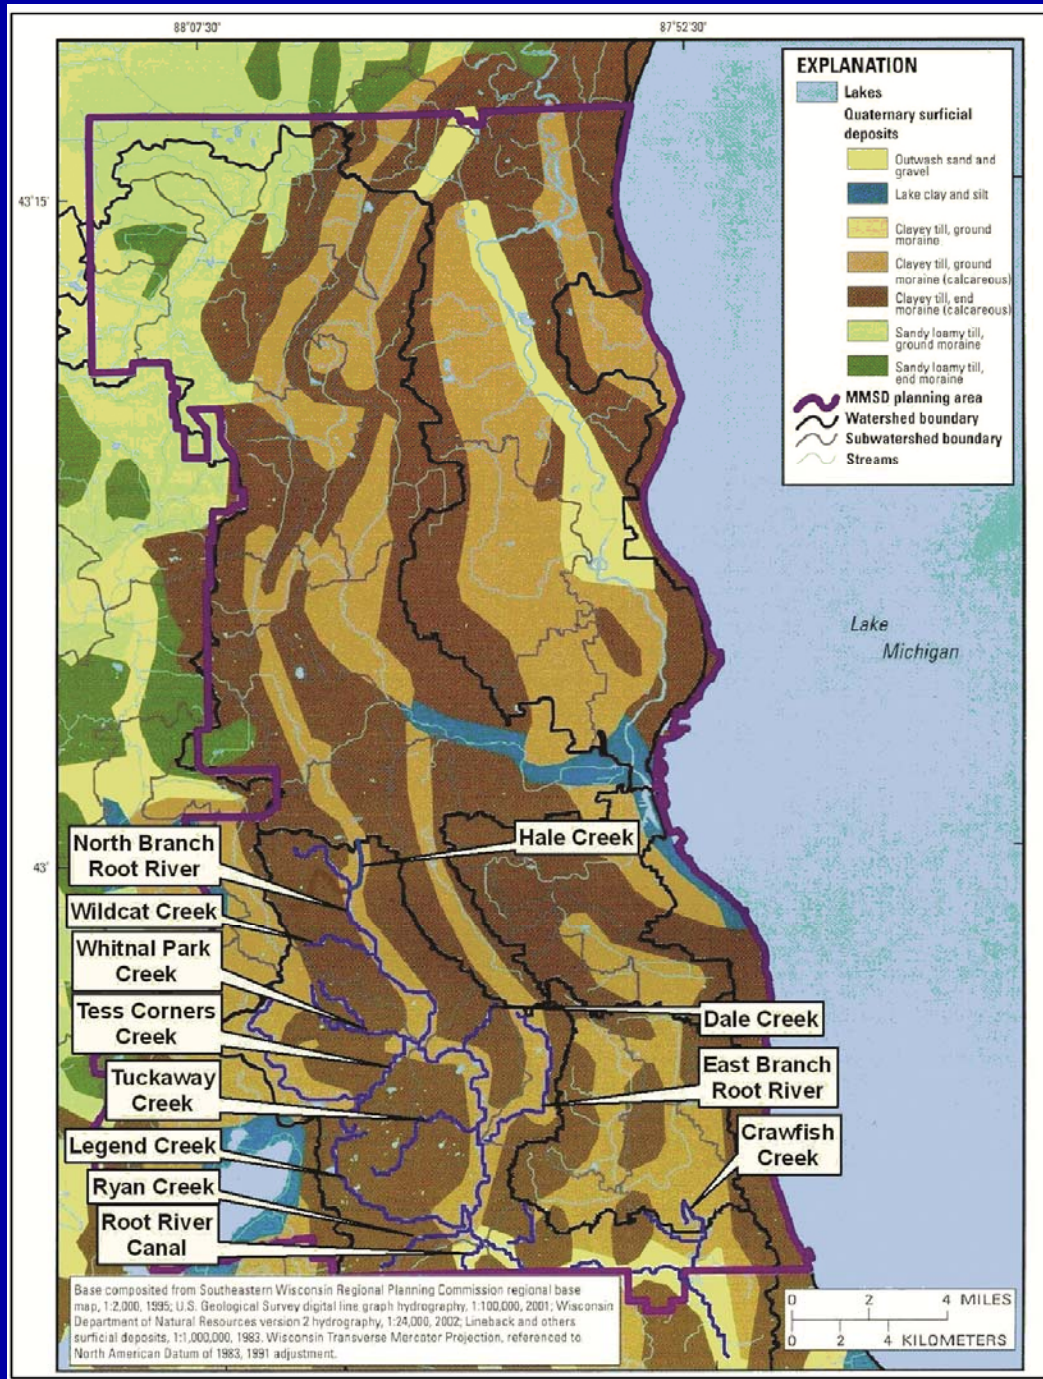 88°07'30"
87°52'30"
EXPLANATION
Lakes
Quaternary surficial
deposits
Outwash sand and
gravel
Lake clay and silt
Clayey till, ground
moraine
Clayey till, ground
moraine (calcareous)
Clayey till, end
moraine (calcareous)
Sandy loamy till,
ground moraine
Sandy loamy till,
end moraine
MMSD planning area
Watershed boundary
Subwatershed boundary
Streams
43°15'
Lake
Michigan
43°
North Branch
Root River
Hale Creek
Wildcat Creek
Whitnal Park
Creek
Tess Corners
Creek
Dale Creek
Tuckaway
Creek
East Branch
Root River
Legend Creek
Crawfish
Creek
Ryan Creek
Root River
Canal
Base composited from Southeastern Wisconsin Regional Planning Commission regional base
map, 1:2,000, 1995; U.S. Geological Survey digital line graph hydrography, 1:100,000, 2001; Wisconsin
Department of Natural Resources version 2 hydrography, 1:24,000, 2002; Lineback and others
surficial deposits, 1:1,000,000, 1983. Wisconsin Transverse Mercator Projection, referenced to
North American Datum of 1983, 1991 adjustment.
0 2 4 MILES
0 2 4 KILOMETERS